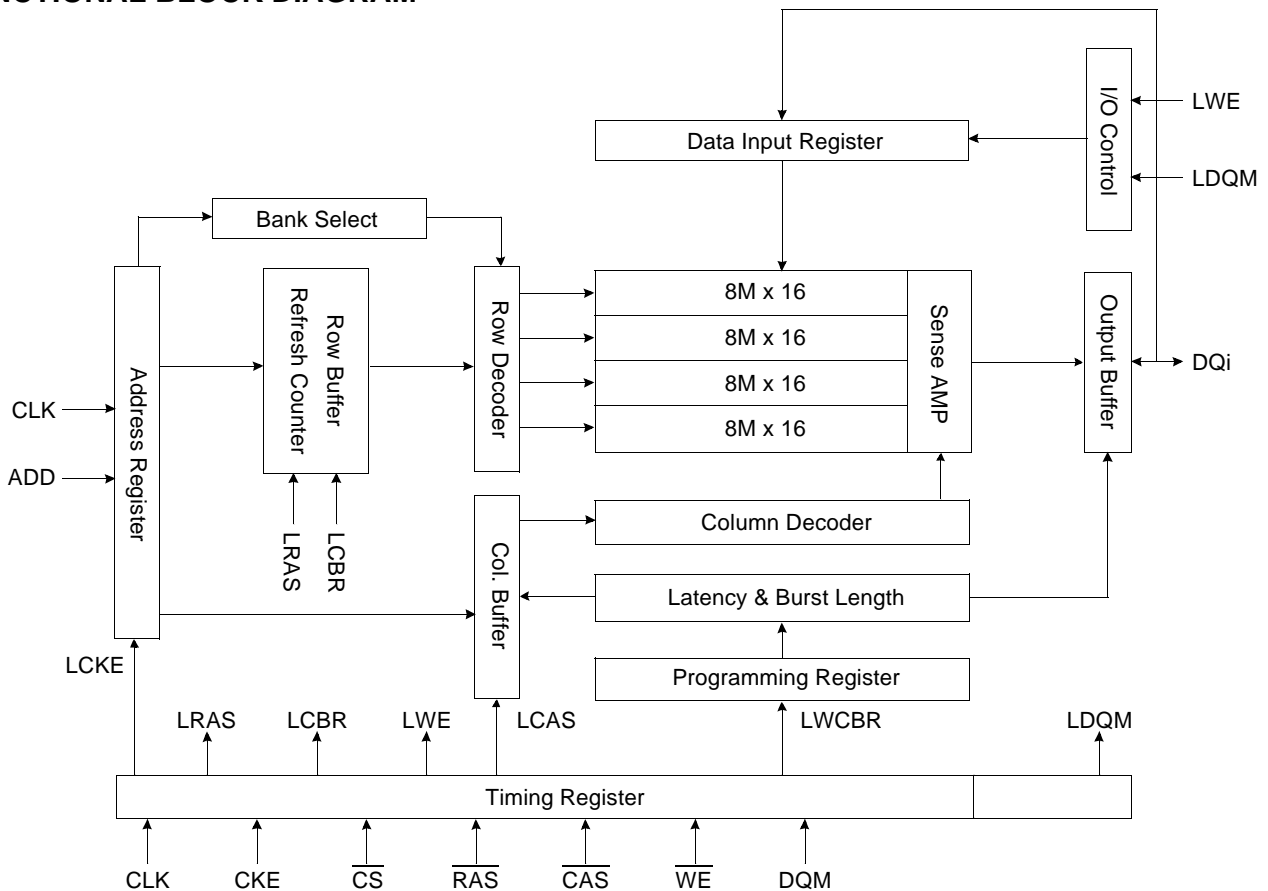 I/O Control
LWE
LDQM
Data Input Register
Bank Select
Address Register
CLK
ADD
Refresh Counter
Row Buffer
LRAS
LCBR
Row Decoder
8M x 16
8M x 16
8M x 16
8M x 16
Sense AMP
Output Buffer
DQi
Col. Buffer
Column Decoder
Latency & Burst Length
Programming Register
LCKE
LRAS
LCBR
LWE
LCAS
LWCBR
LDQM
Timing Register
CLK
CKE
CS
RAS
CAS
WE
DQM